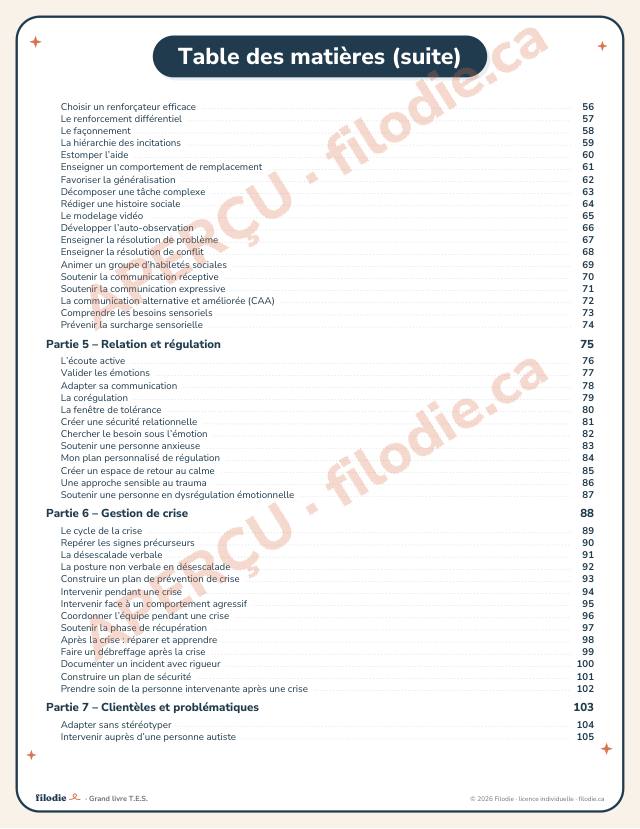 Table des matières (suite)
Choisir un renforçateur efficace 56
Le renforcement différentiel 57
Le façonnement 58
La hiérarchie des incitations 59
Estomper l'aide 60
Enseigner un comportement de remplacement 61
Favoriser la généralisation 62
Décomposer une tâche complexe 63
Rédiger une histoire sociale 64
Le modelage vidéo 65
Développer l'auto-observation 66
Enseigner la résolution de problème 67
Enseigner la résolution de conflit 68
Animer un groupe d'habiletés sociales 69
Soutenir la communication réceptive 70
Soutenir la communication expressive 71
La communication alternative et améliorée (CAA) 72
Comprendre les besoins sensoriels 73
Prévenir la surcharge sensorielle 74
Partie 5 – Relation et régulation 75
L'écoute active 76
Valider les émotions 77
Adapter sa communication 78
La corégulation 79
La fenêtre de tolérance 80
Créer une sécurité relationnelle 81
Chercher le besoin sous l'émotion 82
Soutenir une personne anxieuse 83
Mon plan personnalisé de régulation 84
Créer un espace de retour au calme 85
Une approche sensible au trauma 86
Soutenir une personne en dysrégulation émotionnelle 87
Partie 6 – Gestion de crise 88
Le cycle de la crise 89
Repérer les signes précurseurs 90
La désescalade verbale 91
La posture non verbale en désescalade 92
Construire un plan de prévention de crise 93
Intervenir pendant une crise 94
Intervenir face à un comportement agressif 95
Coordonner l'équipe pendant une crise 96
Soutenir la phase de récupération 97
Après la crise : réparer et apprendre 98
Faire un débreffage après la crise 99
Documenter un incident avec rigueur 100
Construire un plan de sécurité 101
Prendre soin de la personne intervenante après une crise 102
Partie 7 – Clientèles et problématiques 103
Adapter sans stéréotyper 104
Intervenir auprès d'une personne autiste 105
APERÇU · filodie.ca
APERÇU · filodie.ca
filodie · Grand livre T.E.S.
© 2026 Filodie · licence individuelle · filodie.ca